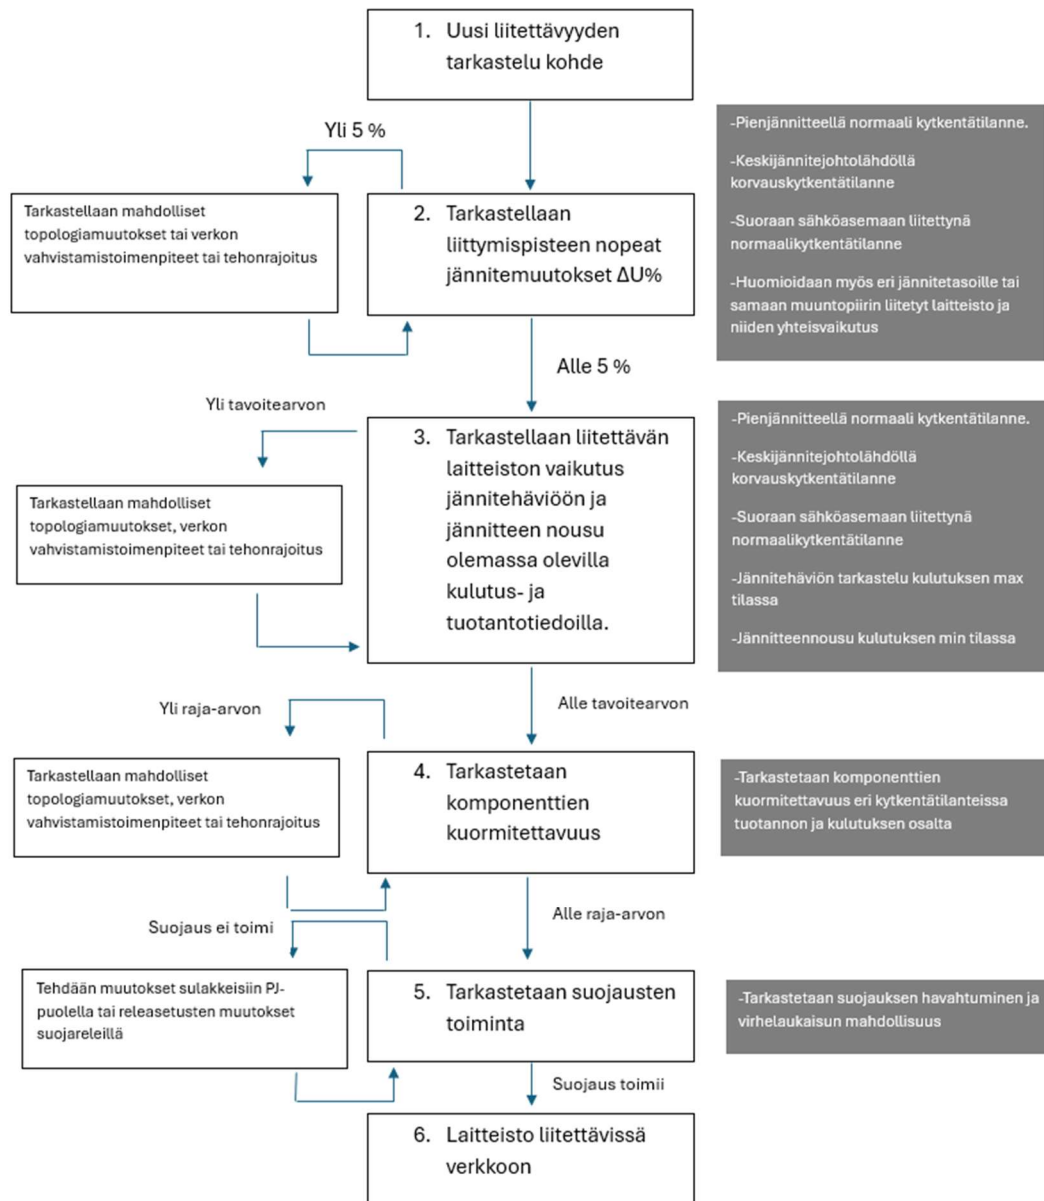 1. Uusi liitettävyyden
tarkastelu kohde
Yli 5 %
-Pienjännitteellä normaali kytkentätilanne.
-Keskijännitejohtolähdöllä
korvauskytkentätilanne
-Suoraan sähköasemaan liitettynä
normaalikytkentätilanne
-Huomioidaan myös eri jännitetasoille tai
samaan muuntopiirin liitetyt laitteisto ja
niiden yhteisvaikutus
Tarkastellaan mahdolliset
topologiamuutokset tai verkon
vahvistamistoimenpiteet tai tehonrajoitus
2. Tarkastellaan
liittymispisteen nopeat
jännitemuutokset ΔU%
Alle 5 %
Yli tavoitearvon
3. Tarkastellaan liitettävän
laitteiston vaikutus
jännitehäviöön ja
jännitteen nousu
olemassa olevilla
kulutus- ja
tuotantotiedoilla.
-Pienjännitteellä normaali kytkentätilanne.
-Keskijännitejohtolähdöllä
korvauskytkentätilanne
-Suoraan sähköasemaan liitettynä
normaalikytkentätilanne
-Jännitehäviön tarkastelu kulutuksen max
tilassa
-Jännitteennousu kulutuksen min tilassa
Tarkastellaan mahdolliset
topologiamuutokset, verkon
vahvistamistoimenpiteet tai tehonrajoitus
Yli raja-arvon
Alle tavoitearvon
Tarkastellaan mahdolliset
topologiamuutokset, verkon
vahvistamistoimenpiteet tai tehonrajoitus
4. Tarkastetaan
komponenttien
kuormitettavuus
-Tarkastetaan komponenttien
kuormitettavuus eri kytkentätilanteissa
tuotannon ja kulutuksen osalta
Suojaus ei toimi
Alle raja-arvon
Tehdään muutokset sulakkeisiin PJ-
puolella tai releasetusten muutokset
suojareleillä
5. Tarkastetaan suojausten
toiminta
-Tarkastetaan suojauksen havahtuminen ja
virhelaukaisun mahdollisuus
Suojaus toimii
6. Laitteisto liitettävissä
verkkoon